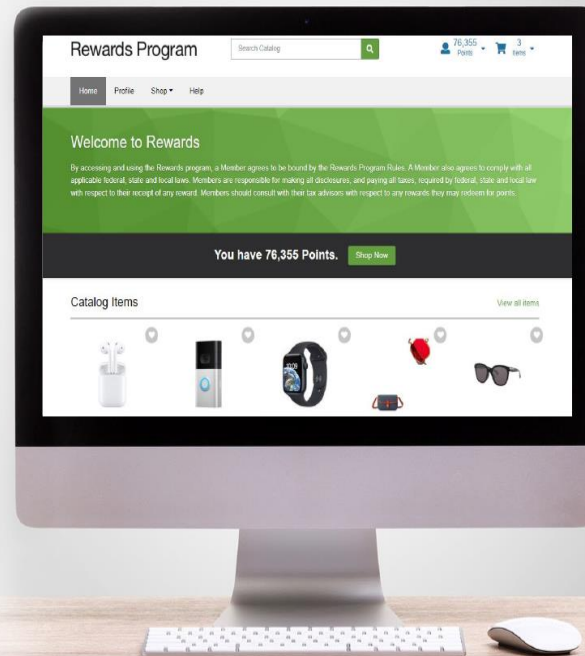 Rewards Program
Search Catalog
76,355
Points
3
items
Home Profile Shop Help
Welcome to Rewards
By accessing and using the Rewards program, a Member agrees to be bound by the Rewards Program Rules. A Member also agrees to comply with all
applicable federal, state and local laws. Members are responsible for making all disclosures, and paying all taxes, required by federal, state and local law
with respect to their receipt of any reward. Members should consult with their tax advisors with respect to any rewards they may redeem for points.
You have 76,355 Points. Shop Now
Catalog Items
View all items
10:09